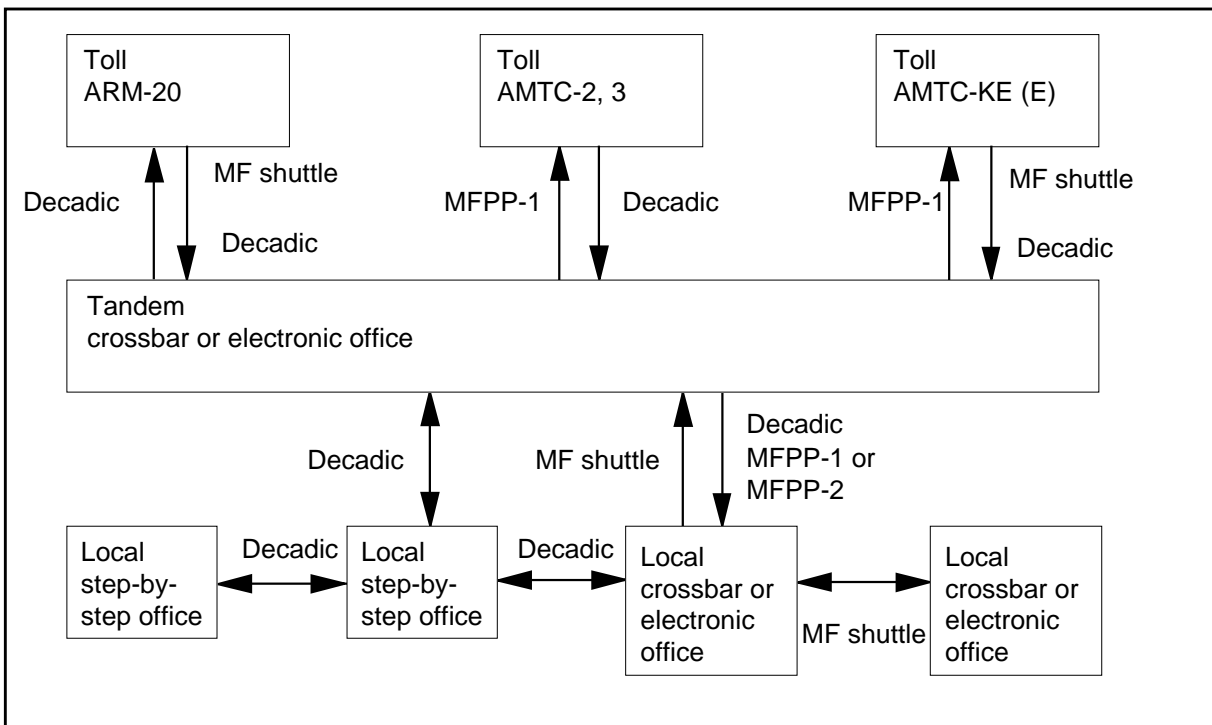 Toll
ARM-20
Toll
AMTC-2, 3
Toll
AMTC-KE (E)
Decadic
MF shuttle
Decadic
MFPP-1
Decadic
MFPP-1
MF shuttle
Decadic
Tandem
crossbar or electronic office
Decadic
MF shuttle
Decadic
MFPP-1 or
MFPP-2
Local
step-by-
step office
Decadic
Local
step-by-
step office
Decadic
Local
crossbar or
electronic
office
MF shuttle
Local
crossbar or
electronic
office